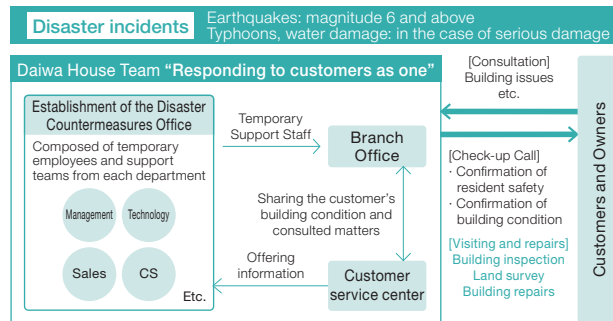 Disaster incidents
Earthquakes: magnitude 6 and above
Typhoons, water damage: in the case of serious damage
Daiwa House Team “Responding to customers as one”
Establishment of the Disaster
Countermeasures Office
Composed of temporary
employees and support
teams from each department
Management
Technology
Sales
CS
Etc.
Temporary
Support Staff
Branch
Office
Sharing the customer's
building condition and
consulted matters
Offering
information
Customer
service center
[Consultation]
Building issues
etc.
[Check-up Call]
· Confirmation of
resident safety
· Confirmation of
building condition
[Visiting and repairs]
Building inspection
Land survey
Building repairs
Customers and Owners